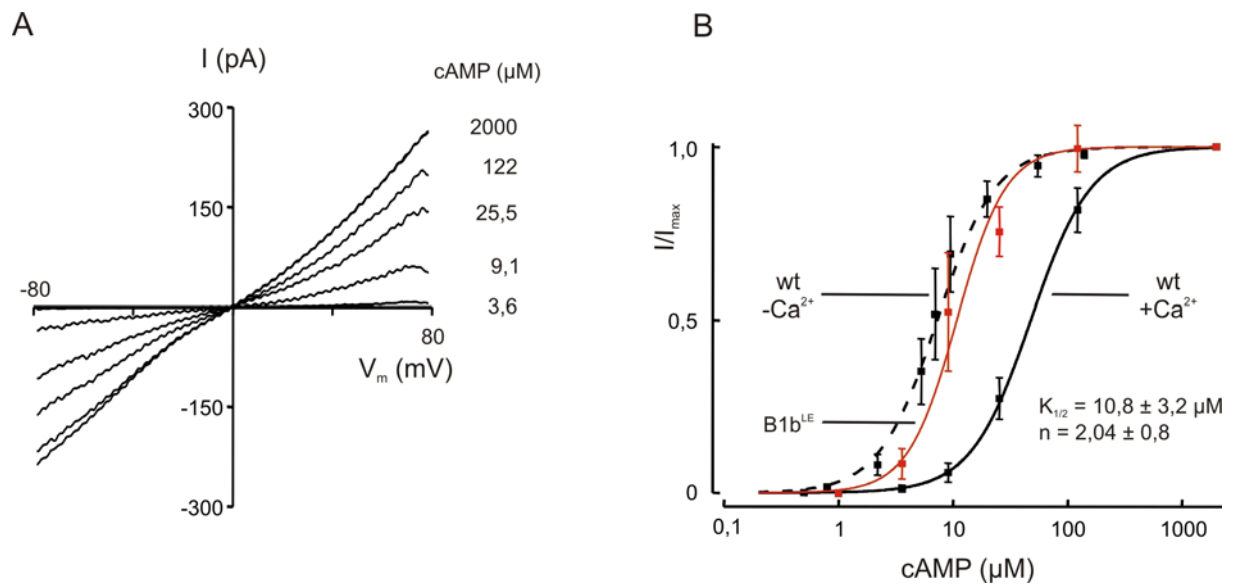 A
I (pA)
cAMP (µM)
300
2000
122
150
25,5
9,1
-80
3,6
80
Vm (mV)
-150
-300
B
1,0
I/Imax
wt
-Ca2+
wt
+Ca2+
0,5
B1bLE
K1/2 = 10,8 ± 3,2 µM
n = 2,04 ± 0,8
0
0,1
1
10
100
1000
cAMP (µM)